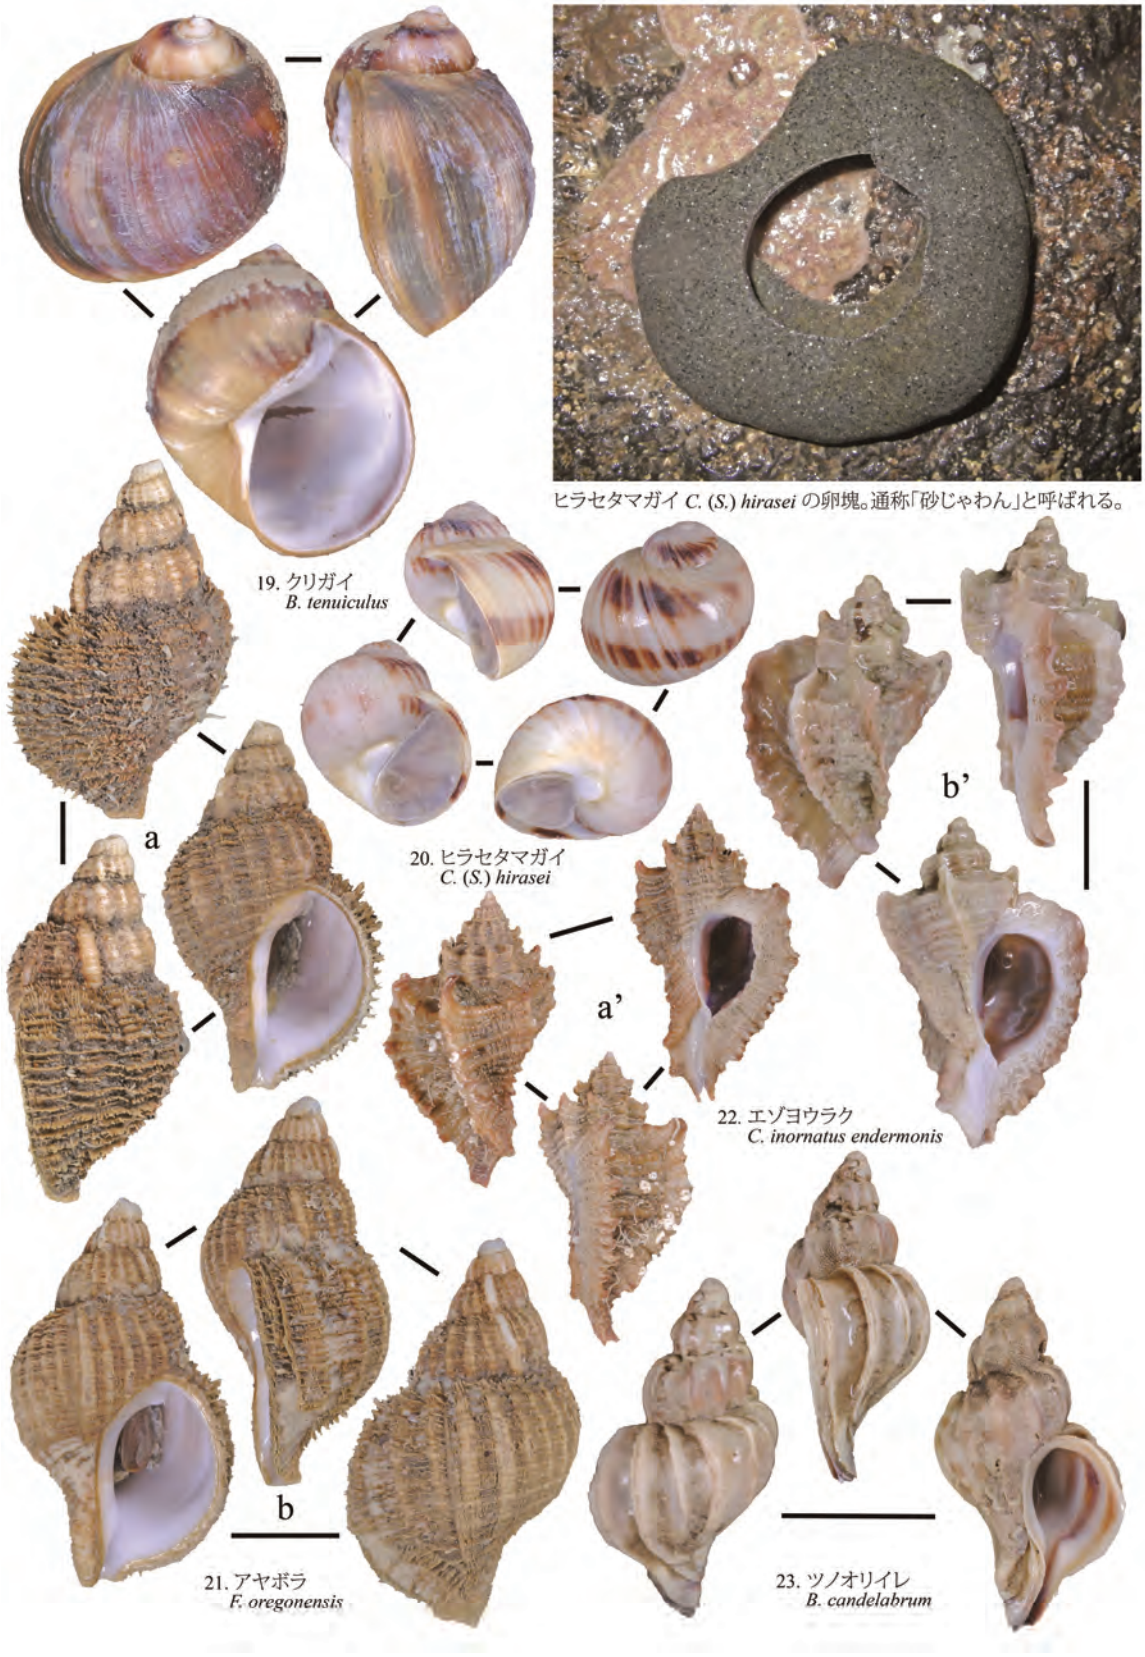 ヒラセタマガイ C. (S.) hirasei の卵塊。通称「砂じゃわん」と呼ばれる。
19. クリガイ
B. tenuiculus
b’
a
20. ヒラセタマガイ
C. (S.) hirasei
a’
22. エゾヨウラク
C. inornatus endermonis
b
21. アヤボラ
F. oregonensis
23. ツノオリイレ
B. candelabrum